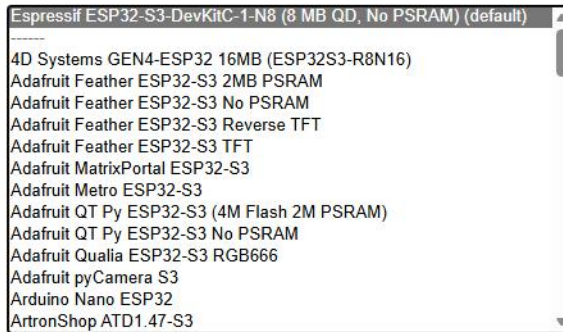 Espressif ESP32-S3-DevKitC-1-N8 (8 MB QD, No PSRAM) (default)
------
4D Systems GEN4-ESP32 16MB (ESP32S3-R8N16)
Adafruit Feather ESP32-S3 2MB PSRAM
Adafruit Feather ESP32-S3 No PSRAM
Adafruit Feather ESP32-S3 Reverse TFT
Adafruit Feather ESP32-S3 TFT
Adafruit MatrixPortal ESP32-S3
Adafruit Metro ESP32-S3
Adafruit QT Py ESP32-S3 (4M Flash 2M PSRAM)
Adafruit QT Py ESP32-S3 No PSRAM
Adafruit Qualia ESP32-S3 RGB666
Adafruit pyCamera S3
Arduino Nano ESP32
ArtronShop ATD1.47-S3